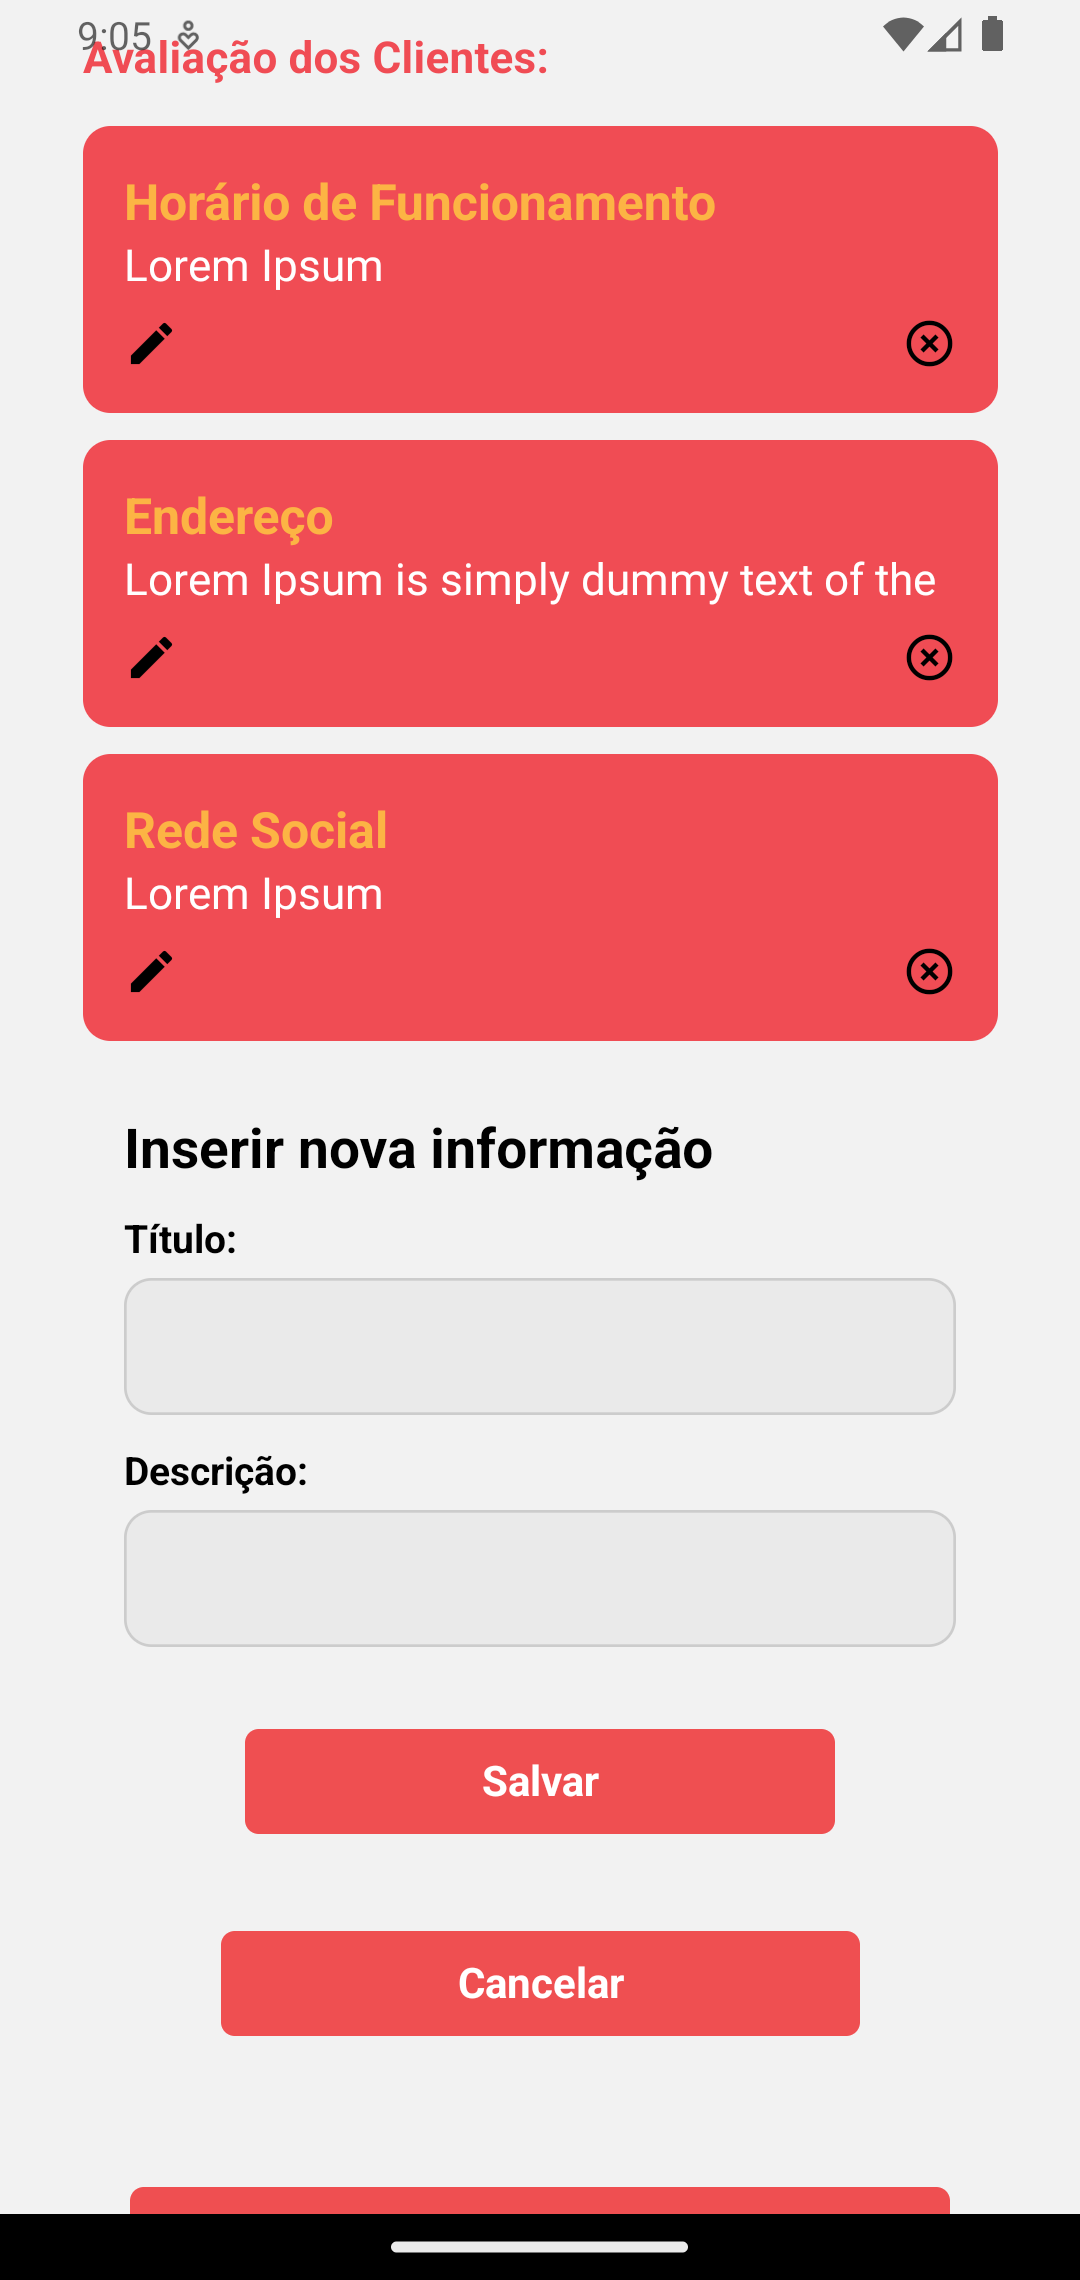 9:05
Avaliação dos Clientes:
Horário de Funcionamento
Lorem Ipsum
Endereço
Lorem Ipsum is simply dummy text of the
Rede Social
Lorem Ipsum
Inserir nova informação
Título:
Descrição:
Salvar
Cancelar